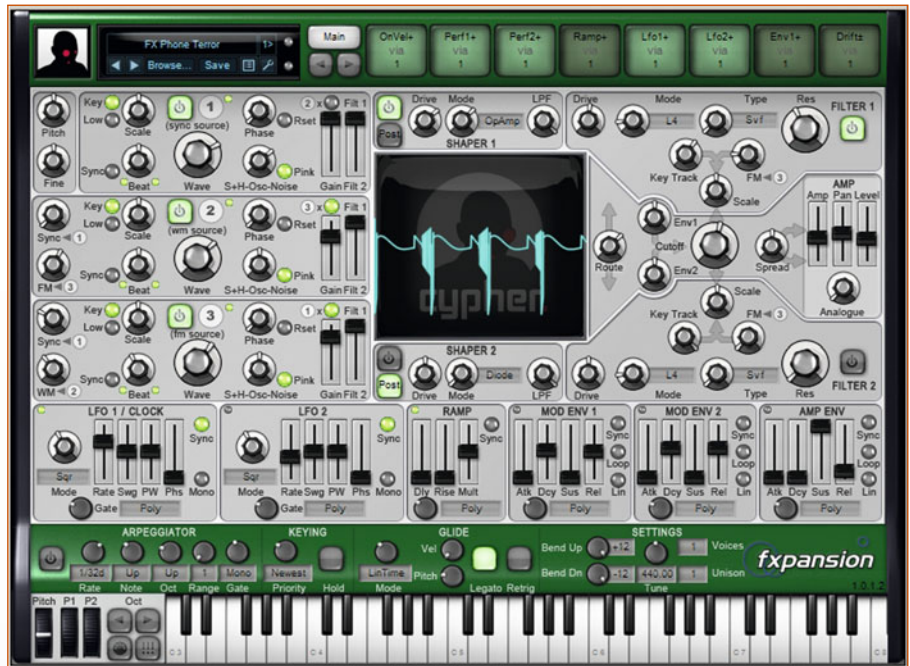 FX Phone Terror 1>
Browse... Save
Main
OnVel+ via 1
Perf1+ via 1
Perf2+ via 1
Ramp+ via 1
Lfo1+ via 1
Lfo2+ via 1
Env1+ via 1
Drift± via 1
Pitch
Fine
Key
Low
Scale
Sync
Beat
1
(sync source)
Wave
Phase
S+H-Osc-Noise
2 x
Rset
Pink
Filt 1
Gain Filt 2
Sync 1
FM 3
Key
Low
Scale
Sync
Beat
2
(wm source)
Wave
Phase
S+H-Osc-Noise
3 x
Rset
Pink
Filt 1
Gain Filt 2
Sync 1
WM 2
Key
Low
Scale
Sync
Beat
3
(fm source)
Wave
Phase
S+H-Osc-Noise
1 x
Rset
Pink
Filt 1
Gain Filt 2
Post
Drive Mode LPF
OpAmp
SHAPER 1
cypher
SHAPER 2
Post
Diode
Drive Mode LPF
Drive Mode Type Res
L4 Svf
FILTER 1
Key Track FM 3
Scale
Env1
Route Cutoff Spread
Env2
AMP
Amp Pan Level
Analogue
Scale
Key Track FM 3
L4 Svf
Drive Mode Type Res
FILTER 2
LFO 1 / CLOCK
Sync
Sqr
Mode Rate Swg PW Phs Mono
Gate Poly
LFO 2
Sync
Sqr
Mode Rate Swg PW Phs Mono
Gate Poly
RAMP
Sync
Dly Rise Mult
Poly
MOD ENV 1
Sync
Loop
Atk Dcy Sus Rel Lin
Poly
MOD ENV 2
Sync
Loop
Atk Dcy Sus Rel Lin
Poly
AMP ENV
Sync
Loop
Atk Dcy Sus Rel Lin
Poly
ARPEGGIATOR
1/32d Up Up 1 Mono
Rate Note Oct Range Gate
KEYING
Newest
Priority Hold
GLIDE
Vel
Pitch
LinTime
Mode Legato Retrig
SETTINGS
Bend Up +12 1 Voices
Bend Dn -12 440.00 1 Unison
Tune
fxpansion
1.0.1.2
Pitch P1 P2 Oct
C3 C4 C5 C6 C7 C8